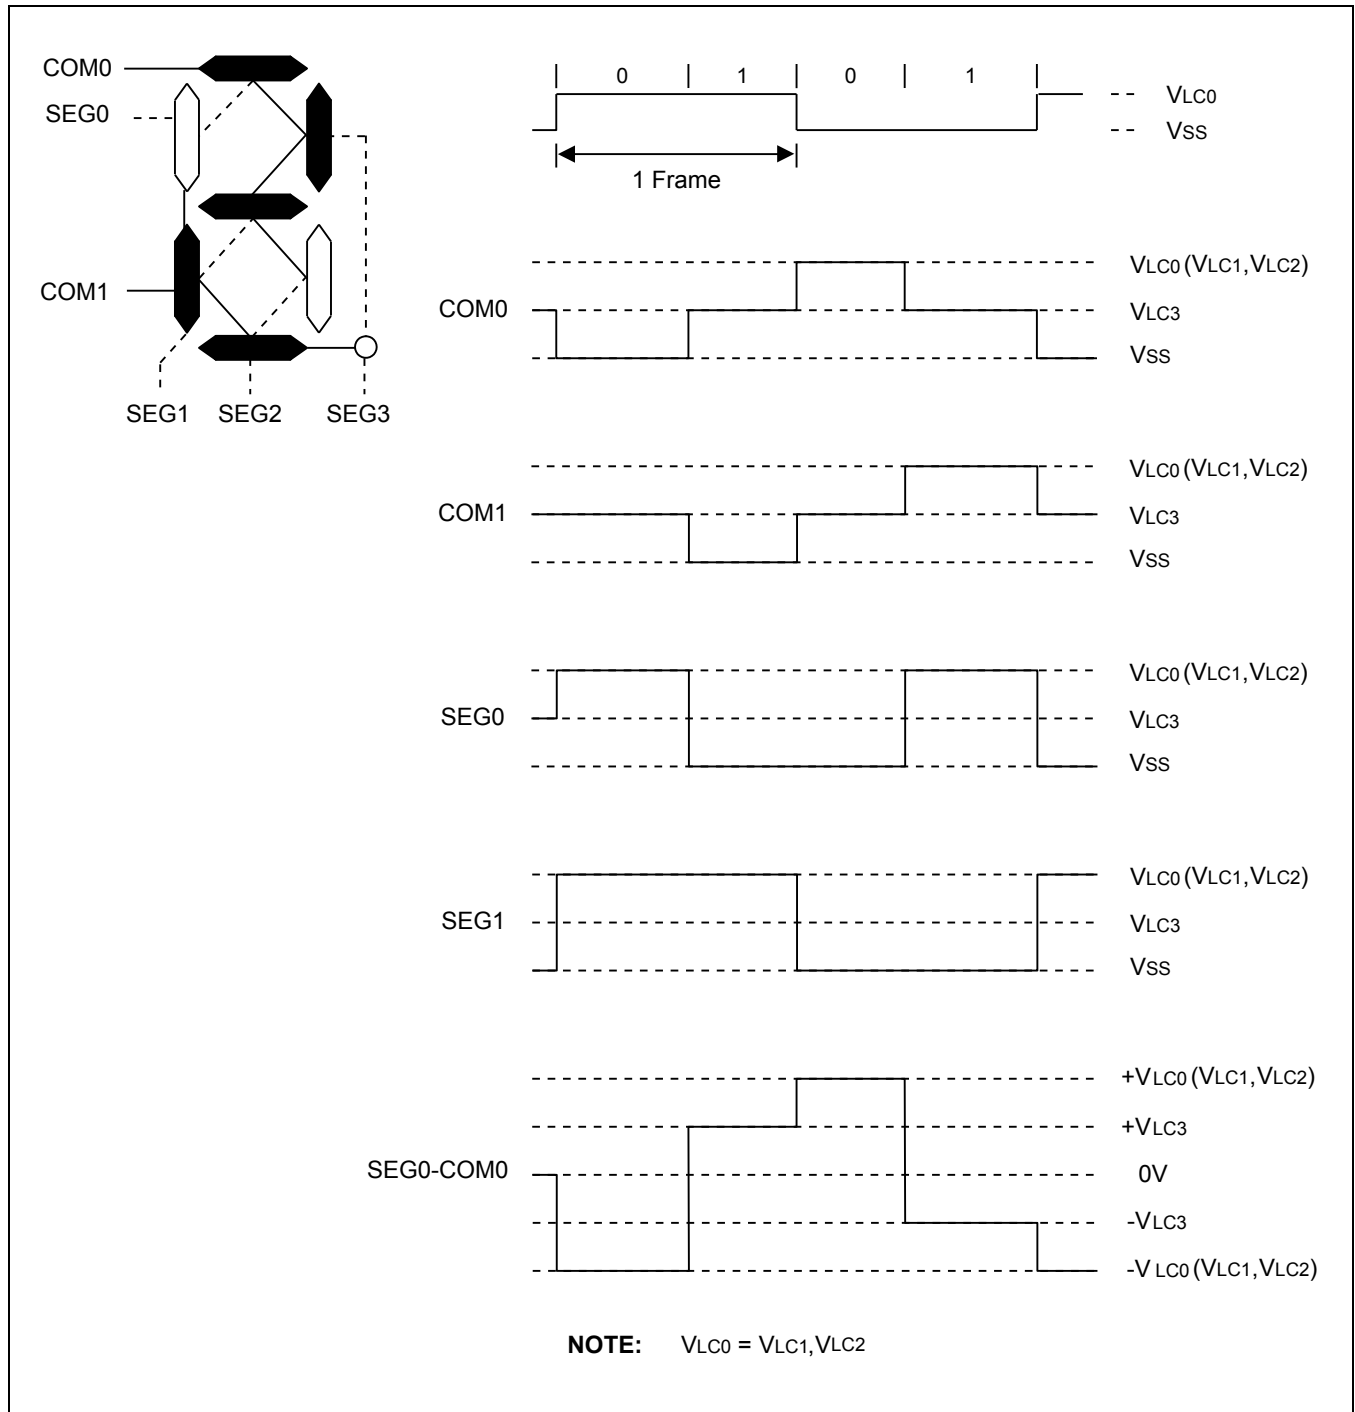 COM0
SEG0
COM1
SEG1 SEG2 SEG3
0 1 0 1
VLC0
VSS
1 Frame
COM0
VLC0 (VLC1,VLC2)
VLC3
VSS
COM1
VLC0 (VLC1,VLC2)
VLC3
VSS
SEG0
VLC0 (VLC1,VLC2)
VLC3
VSS
SEG1
VLC0 (VLC1,VLC2)
VLC3
VSS
SEG0-COM0
+VLC0 (VLC1,VLC2)
+VLC3
0V
-VLC3
-V LC0 (VLC1,VLC2)
NOTE: VLC0 = VLC1,VLC2